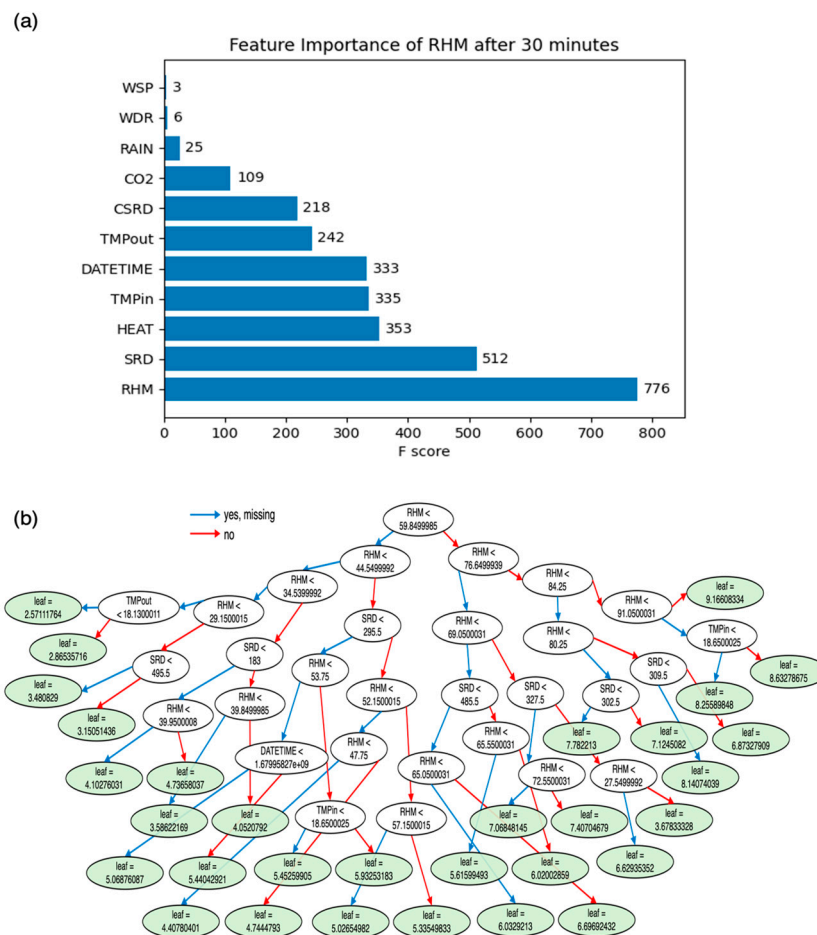 (a)
Feature Importance of RHM after 30 minutes
WSP
3
WDR
6
RAIN
25
CO2
109
CSRD
218
TMPout
242
DATETIME
333
TMPin
335
HEAT
353
SRD
512
RHM
776
0 100 200 300 400 500 600 700 800
F score
(b)
yes, missing
no
RHM <
59.8499985
RHM <
44.5499992
RHM <
76.6499939
RHM <
34.5399992
RHM <
84.25
TMPout
< 18.1300011
RHM <
29.1500015
RHM <
91.0500031
leaf =
9.16608334
leaf =
2.57111764
SRD <
295.5
RHM <
69.0500031
RHM <
80.25
TMPin <
18.6500025
leaf =
2.86535716
SRD <
495.5
SRD <
183
RHM <
53.75
SRD <
309.5
leaf =
8.63278675
leaf =
3.480829
RHM <
52.1500015
SRD <
485.5
SRD <
327.5
SRD <
302.5
leaf =
8.25589848
leaf =
3.15051436
RHM <
39.9500008
RHM <
39.8499985
leaf =
7.782213
leaf =
7.1245082
leaf =
6.87327909
DATETIME <
1.67995827e+09
RHM <
47.75
RHM <
65.5500031
leaf =
4.10276031
leaf =
4.73658037
RHM <
65.0500031
RHM <
72.5500031
RHM <
27.5499992
leaf =
8.14074039
leaf =
3.58622169
leaf =
4.0520792
TMPin <
18.6500025
RHM <
57.1500015
leaf =
7.06848145
leaf =
7.40704679
leaf =
3.67833328
leaf =
5.06876087
leaf =
5.44042921
leaf =
5.45259905
leaf =
5.93253183
leaf =
5.61599493
leaf =
6.02002859
leaf =
6.62935352
leaf =
4.40780401
leaf =
4.7444793
leaf =
5.02654982
leaf =
5.33549833
leaf =
6.0329213
leaf =
6.69692432